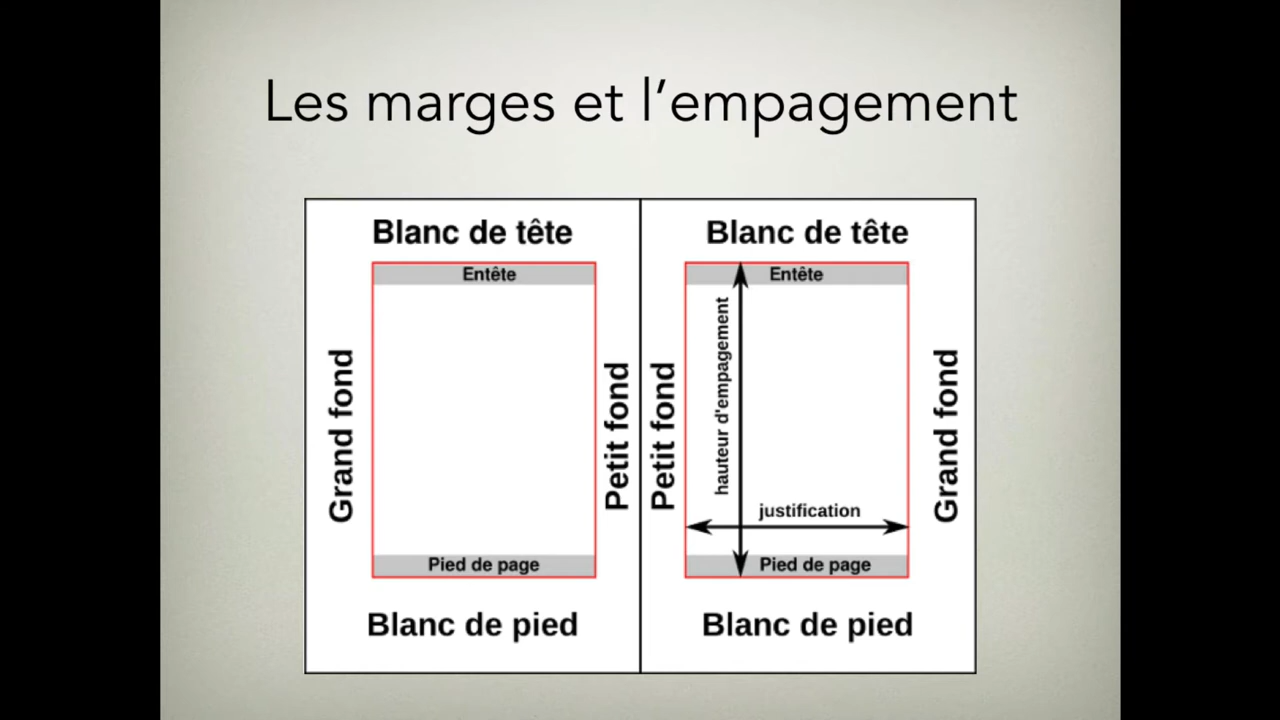 Les marges et l’empagement
Blanc de tête
Blanc de tête
Entête
Entête
Grand fond
Petit fond
Petit fond
hauteur d'empagement
Grand fond
justification
Pied de page
Pied de page
Blanc de pied
Blanc de pied